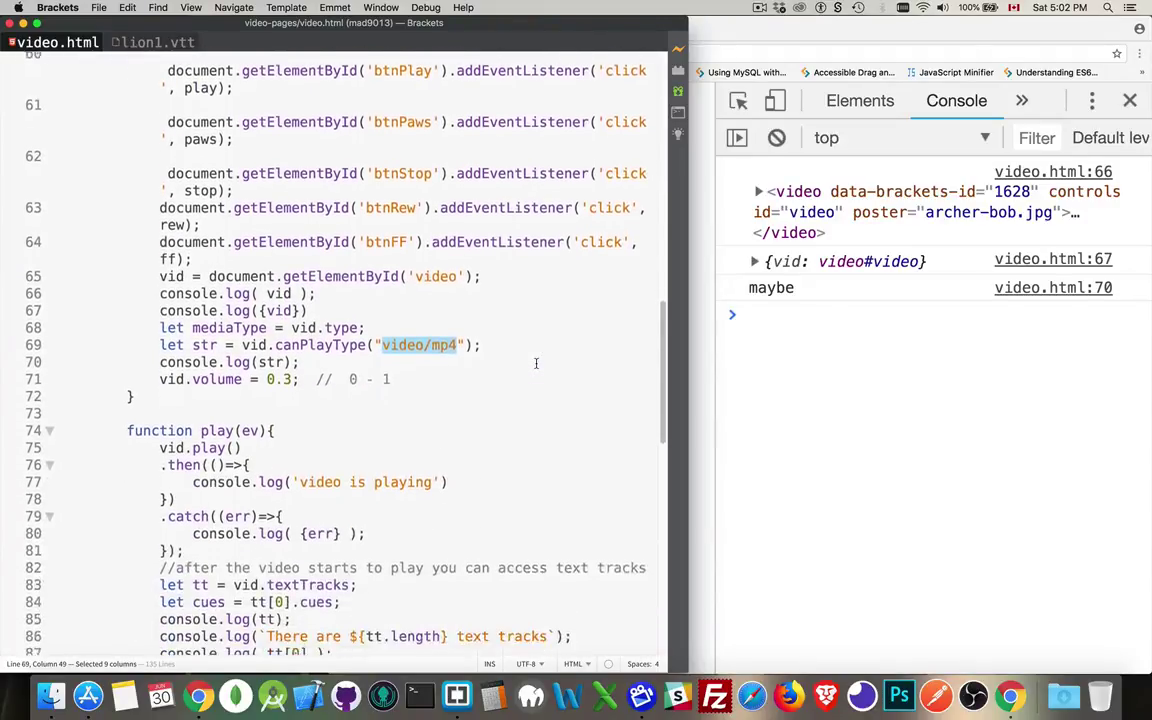 Brackets File Edit View Navigate Template Emmet Window Debug Help 100% Sat 5:02 PM
video-pages/video.html (mad9013) — Brackets
video.html lion1.vtt
Using MySQL with... Accessible Drag an... JavaScript Minifier Understanding ES6...
Elements Console
top Filter Default lev
60
document.getElementById('btnPlay').addEventListener('click
', play);
61
document.getElementById('btnPaws').addEventListener('click
', paws);
62
document.getElementById('btnStop').addEventListener('click
', stop);
63 document.getElementById('btnRew').addEventListener('click',
rew);
64 document.getElementById('btnFF').addEventListener('click',
ff);
65 vid = document.getElementById('video');
66 console.log( vid );
67 console.log({vid})
68 let mediaType = vid.type;
69 let str = vid.canPlayType("video/mp4");
70 console.log(str);
71 vid.volume = 0.3; // 0 - 1
72 }
73
74 function play(ev){
75 vid.play()
76 .then(()=>{
77 console.log('video is playing')
78 })
79 .catch((err)=>{
80 console.log( {err} );
81 });
82 //after the video starts to play you can access text tracks
83 let tt = vid.textTracks;
84 let cues = tt[0].cues;
85 console.log(tt);
86 console.log(`There are ${tt.length} text tracks`);
87 console.log( tt[0] );
video.html:66
<video data-brackets-id="1628" controls
id="video" poster="archer-bob.jpg">…
</video>
{vid: video#video} video.html:67
maybe video.html:70
Line 69, Column 49 — Selected 9 columns — 135 Lines INS UTF-8 HTML Spaces: 4
JUN
30